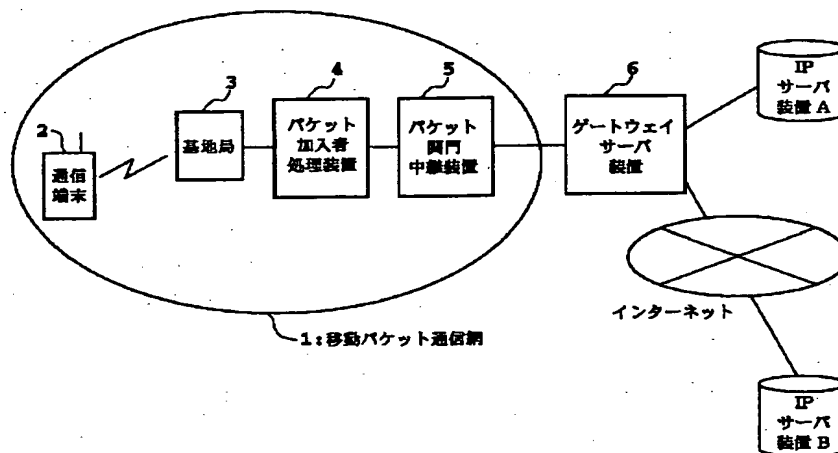 2
通信
端末
3
基地局
4
パケット
加入者
処理装置
5
パケット
関門
中継装置
6
ゲートウェイ
サーバ
装置
IP
サーバ
装置 A
インターネット
IP
サーバ
装置 B
1:移動パケット通信網